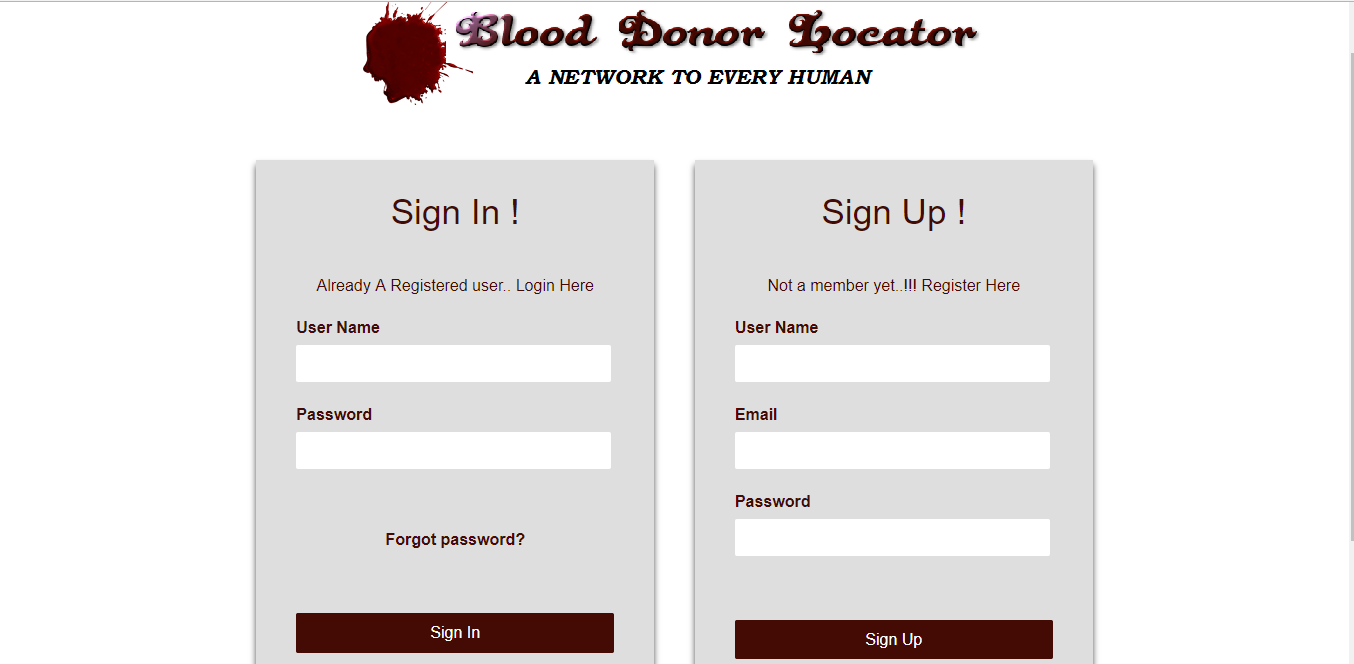 Blood Donor Locator
A NETWORK TO EVERY HUMAN
Sign In !
Already A Registered user.. Login Here
User Name
Password
Forgot password?
Sign In
Sign Up !
Not a member yet..!!! Register Here
User Name
Email
Password
Sign Up